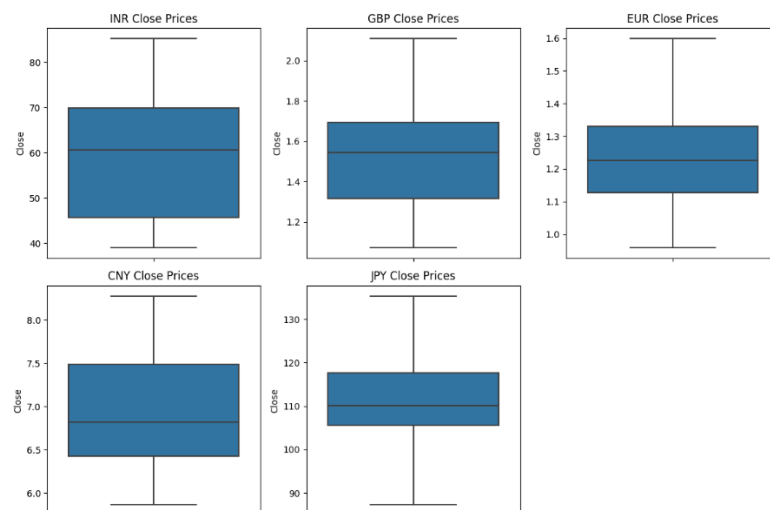 INR Close Prices
Close
80
70
60
50
40
GBP Close Prices
Close
2.0
1.8
1.6
1.4
1.2
EUR Close Prices
Close
1.6
1.5
1.4
1.3
1.2
1.1
1.0
CNY Close Prices
Close
8.0
7.5
7.0
6.5
6.0
JPY Close Prices
Close
130
120
110
100
90